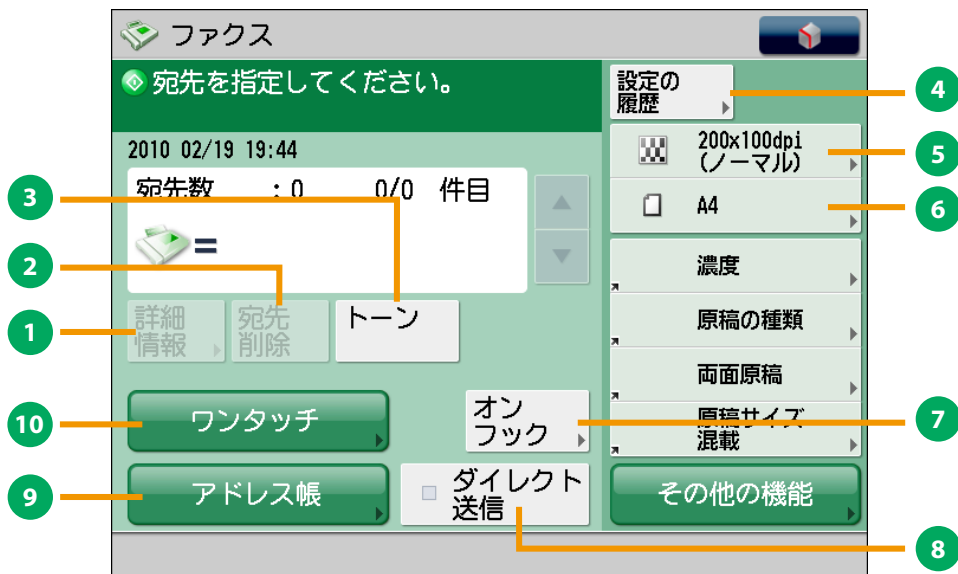 ファクス
宛先を指定してください。
2010 02/19 19:44
宛先数 : 0 0/0 件目
=
詳細
情報
宛先
削除
トーン
ワンタッチ
オン
フック
アドレス帳
ダイレクト
送信
設定の
履歴
200x100dpi
(ノーマル)
A4
濃度
原稿の種類
両面原稿
原稿サイズ
混載
その他の機能
1
2
3
4
5
6
7
8
9
10